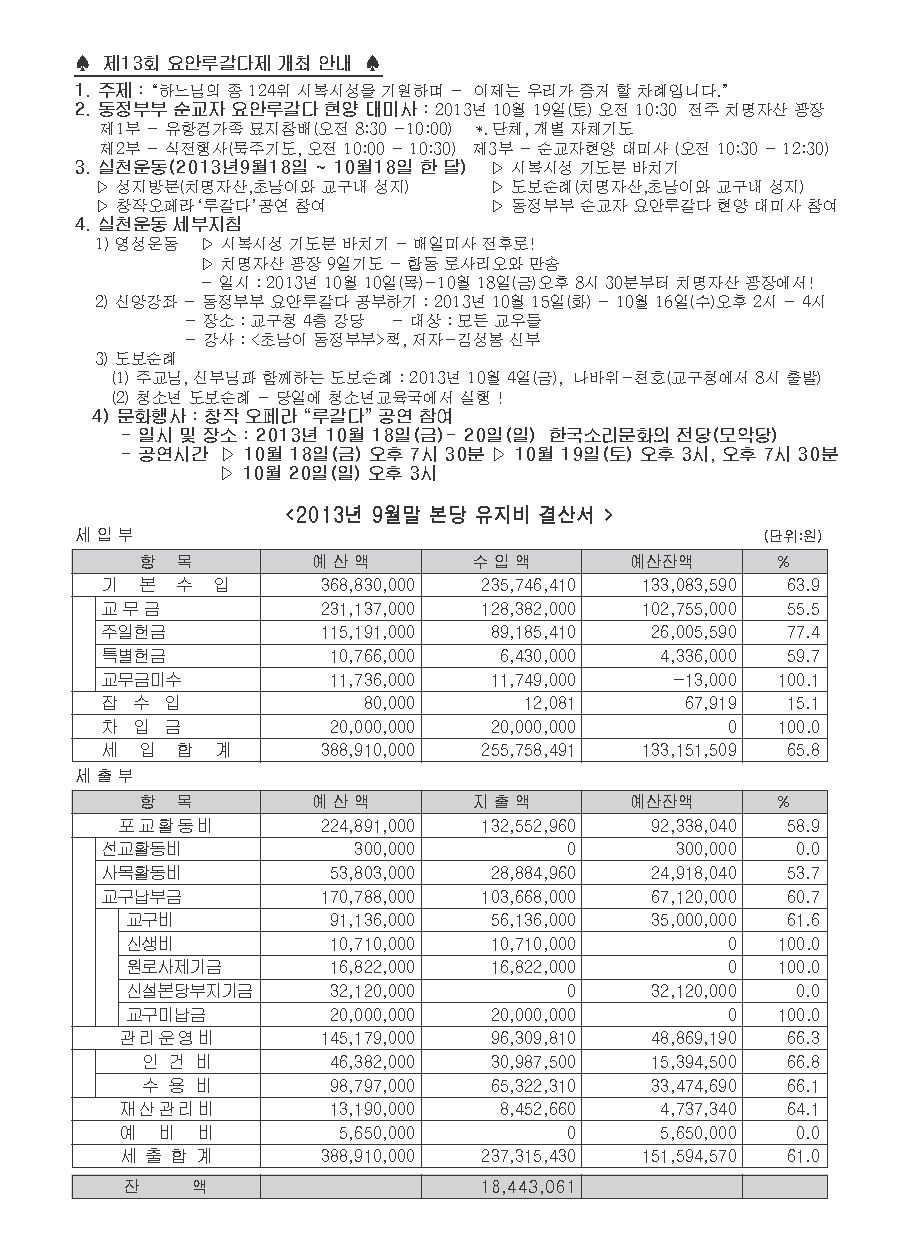 ♠ 제13회 요안루갈다제 개최 안내 ♠
1. 주제 : “하느님의 종 124위 시복시성을 기원하며 - 이제는 우리가 증거 할 차례입니다.”
2. 동정부부 순교자 요안루갈다 현양 대미사 : 2013년 10월 19일(토) 오전 10:30 전주 치명자산 광장
제1부 - 유항검가족 묘지참배(오전 8:30 -10:00) *. 단체, 개별 자체기도
제2부 - 식전행사(묵주기도, 오전 10:00 - 10:30) 제3부 - 순교자현양 대미사 (오전 10:30 - 12:30)
3. 실천운동(2013년9월18일 ~ 10월18일 한 달) ▷ 시복시성 기도문 바치기
▷ 성지방문(치명자산,초남이와 교구내 성지) ▷ 도보순례(치명자산,초남이와 교구내 성지)
▷ 창작오페라‘루갈다’공연 참여 ▷ 동정부부 순교자 요안루갈다 현양 대미사 참여
4. 실천운동 세부지침
1) 영성운동 ▷ 시복시성 기도문 바치기 - 매일미사 전후로!
▷ 치명자산 광장 9일기도 - 합동 로사리오와 만송
- 일시 : 2013년 10월 10일(목)-10월 18일(금)오후 8시 30분부터 치명자산 광장에서!
2) 신앙강좌 - 동정부부 요안루갈다 공부하기 : 2013년 10월 15일(화) - 10월 16일(수)오후 2시 - 4시
- 장소 : 교구청 4층 강당 - 대상 : 모든 교우들
- 강사 : <초남이 동정부부>책, 저자-김성봉 신부
3) 도보순례
(1) 주교님, 신부님과 함께하는 도보순례 : 2013년 10월 4일(금), 나바위-천호(교구청에서 8시 출발)
(2) 청소년 도보순례 - 당일에 청소년교육국에서 실행 !
4) 문화행사 : 창작 오페라 “루갈다” 공연 참여
- 일시 및 장소 : 2013년 10월 18일(금)- 20일(일) 한국소리문화의 전당(모악당)
- 공연시간 ▷ 10월 18일(금) 오후 7시 30분 ▷ 10월 19일(토) 오후 3시, 오후 7시 30분
▷ 10월 20일(일) 오후 3시
<2013년 9월말 본당 유지비 결산서 >
세 입 부 (단위:원)
항 목 예 산 액 수 입 액 예산잔액 %
기 본 수 입 368,830,000 235,746,410 133,083,590 63.9
교 무 금 231,137,000 128,382,000 102,755,000 55.5
주일헌금 115,191,000 89,185,410 26,005,590 77.4
특별헌금 10,766,000 6,430,000 4,336,000 59.7
교무금미수 11,736,000 11,749,000 -13,000 100.1
잡 수 입 80,000 12,081 67,919 15.1
차 입 금 20,000,000 20,000,000 0 100.0
세 입 합 계 388,910,000 255,758,491 133,151,509 65.8
세 출 부
항 목 예 산 액 지 출 액 예산잔액 %
포교활동비 224,891,000 132,552,960 92,338,040 58.9
선교활동비 300,000 0 300,000 0.0
사목활동비 53,803,000 28,884,960 24,918,040 53.7
교구납부금 170,788,000 103,668,000 67,120,000 60.7
교구비 91,136,000 56,136,000 35,000,000 61.6
신생비 10,710,000 10,710,000 0 100.0
원로사제기금 16,822,000 16,822,000 0 100.0
신설본당부지기금 32,120,000 0 32,120,000 0.0
교구미납금 20,000,000 20,000,000 0 100.0
관리운영비 145,179,000 96,309,810 48,869,190 66.3
인 건 비 46,382,000 30,987,500 15,394,500 66.8
수 용 비 98,797,000 65,322,310 33,474,690 66.1
재산관리비 13,190,000 8,452,660 4,737,340 64.1
예 비 비 5,650,000 0 5,650,000 0.0
세 출 합 계 388,910,000 237,315,430 151,594,570 61.0
잔 액 18,443,061